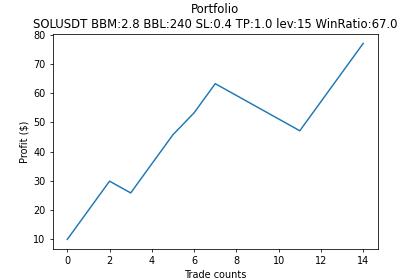 Portfolio
SOLUSDT BBM:2.8 BBL:240 SL:0.4 TP:1.0 lev:15 WinRatio:67.0
80
70
60
50
40
30
20
10
Profit ($)
0 2 4 6 8 10 12 14
Trade counts